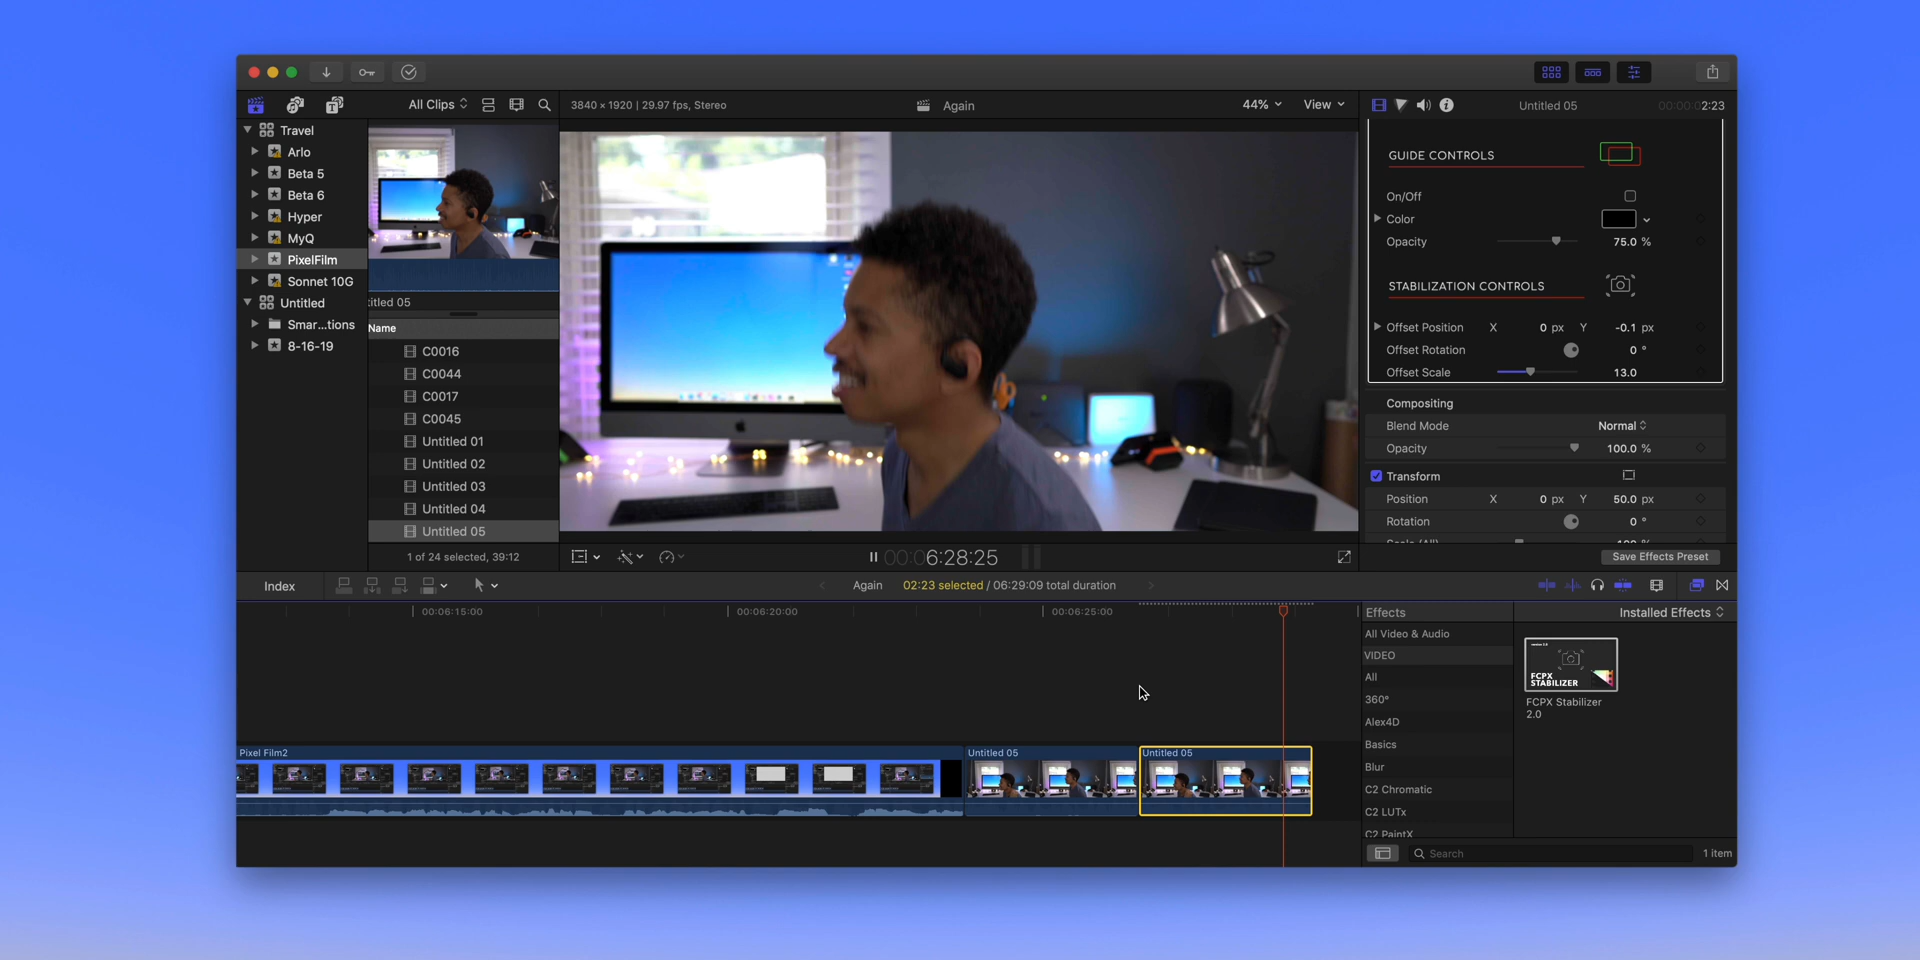 All Clips
3840 × 1920 | 29.97 fps, Stereo
Again
44%
View
Untitled 05
00:00:02:23
Travel
Arlo
Beta 5
Beta 6
Hyper
MyQ
PixelFilm
Sonnet 10G
Untitled
Smar...tions
8-16-19
titled 05
Name
C0016
C0044
C0017
C0045
Untitled 01
Untitled 02
Untitled 03
Untitled 04
Untitled 05
1 of 24 selected, 39:12
00:06:28:25
GUIDE CONTROLS
On/Off
Color
Opacity 75.0 %
STABILIZATION CONTROLS
Offset Position X 0 px Y -0.1 px
Offset Rotation 0 °
Offset Scale 13.0
Compositing
Blend Mode Normal
Opacity 100.0 %
Transform
Position X 0 px Y 50.0 px
Rotation 0 °
Scale (All) 100 %
Save Effects Preset
Index
Again 02:23 selected / 06:29:09 total duration
00:06:15:00 00:06:20:00 00:06:25:00
Pixel Film2
Untitled 05
Untitled 05
Effects
Installed Effects
All Video & Audio
VIDEO
All
360°
Alex4D
Basics
Blur
C2 Chromatic
C2 LUTx
C2 PaintX
FCPX
STABILIZER
FCPX Stabilizer
2.0
Search
1 item